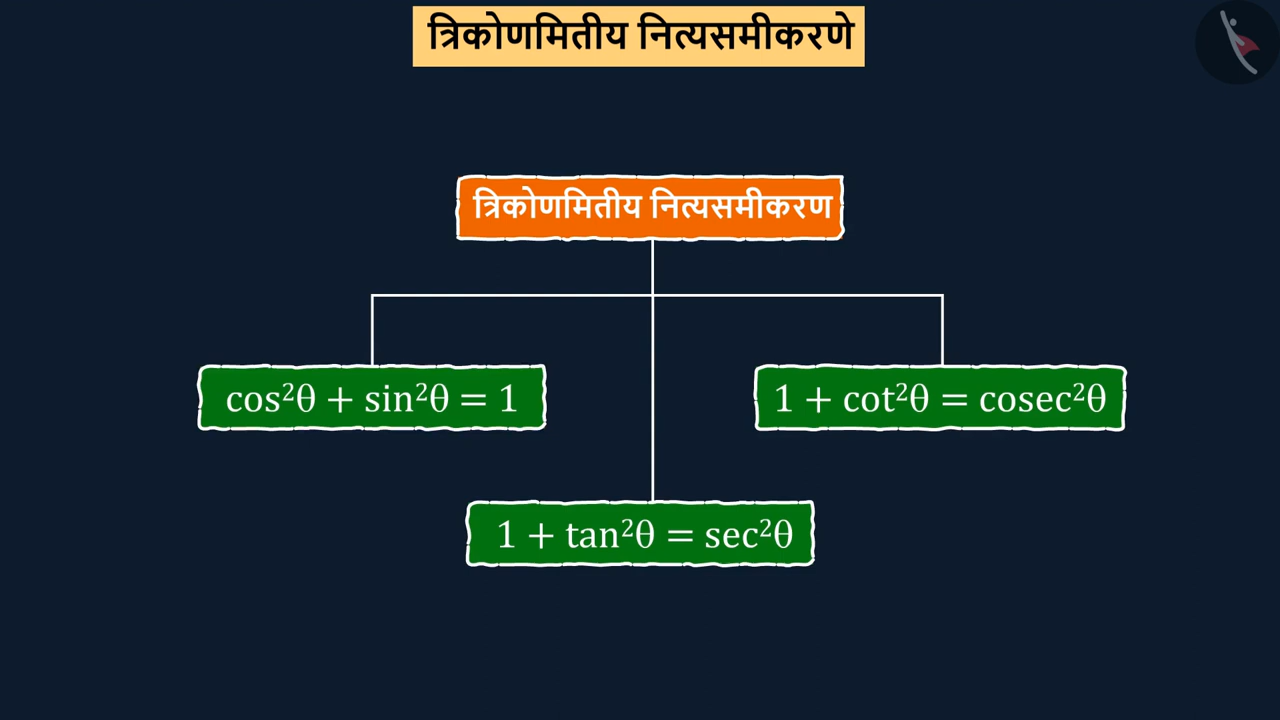 त्रिकोणमितीय नित्यसमीकरणे
त्रिकोणमितीय नित्यसमीकरण
cos²θ + sin²θ = 1
1 + cot²θ = cosec²θ
1 + tan²θ = sec²θ